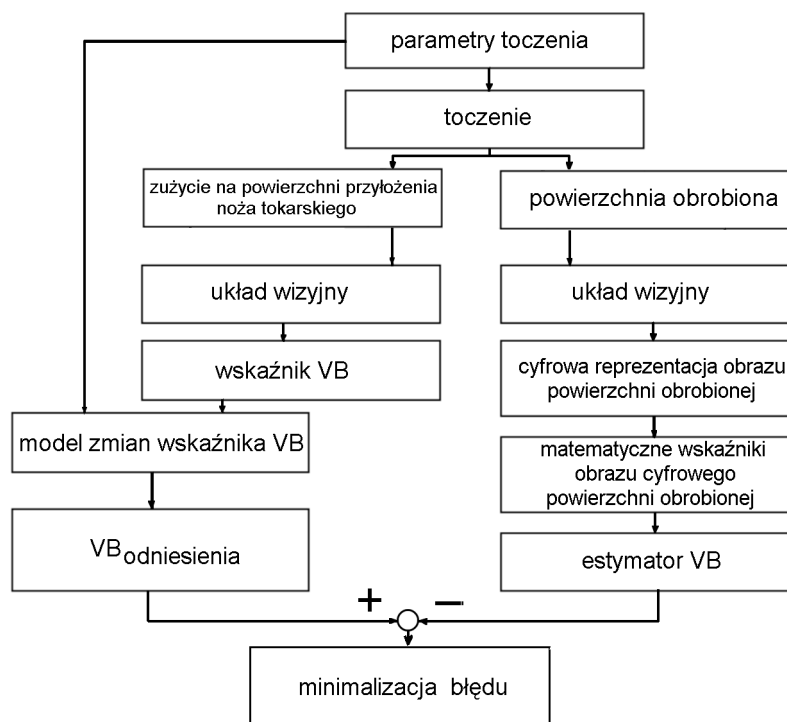 parametry toczenia
toczenie
zużycie na powierzchni przyłożenia
noża tokarskiego
powierzchnia obrobiona
układ wizyjny
układ wizyjny
wskaźnik VB
cyfrowa reprezentacja obrazu
powierzchni obrobionej
model zmian wskaźnika VB
matematyczne wskaźniki
obrazu cyfrowego
powierzchni obrobionej
VBodniesienia
estymator VB
+ −
minimalizacja błędu